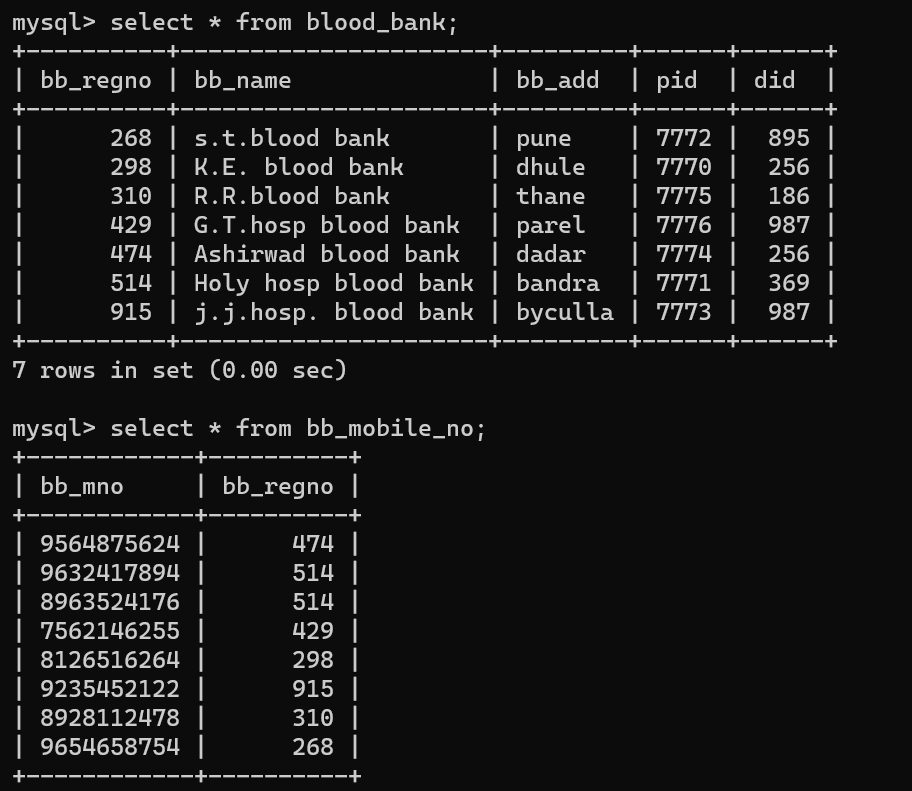 mysql> select * from blood_bank;
+----------+----------------------+---------+------+------+
| bb_regno | bb_name              | bb_add  | pid  | did  |
+----------+----------------------+---------+------+------+
|      268 | s.t.blood bank       | pune    | 7772 |  895 |
|      298 | K.E. blood bank      | dhule   | 7770 |  256 |
|      310 | R.R.blood bank       | thane   | 7775 |  186 |
|      429 | G.T.hosp blood bank  | parel   | 7776 |  987 |
|      474 | Ashirwad blood bank  | dadar   | 7774 |  256 |
|      514 | Holy hosp blood bank | bandra  | 7771 |  369 |
|      915 | j.j.hosp. blood bank | byculla | 7773 |  987 |
+----------+----------------------+---------+------+------+
7 rows in set (0.00 sec)

mysql> select * from bb_mobile_no;
+------------+----------+
| bb_mno     | bb_regno |
+------------+----------+
| 9564875624 |      474 |
| 9632417894 |      514 |
| 8963524176 |      514 |
| 7562146255 |      429 |
| 8126516264 |      298 |
| 9235452122 |      915 |
| 8928112478 |      310 |
| 9654658754 |      268 |
+------------+----------+